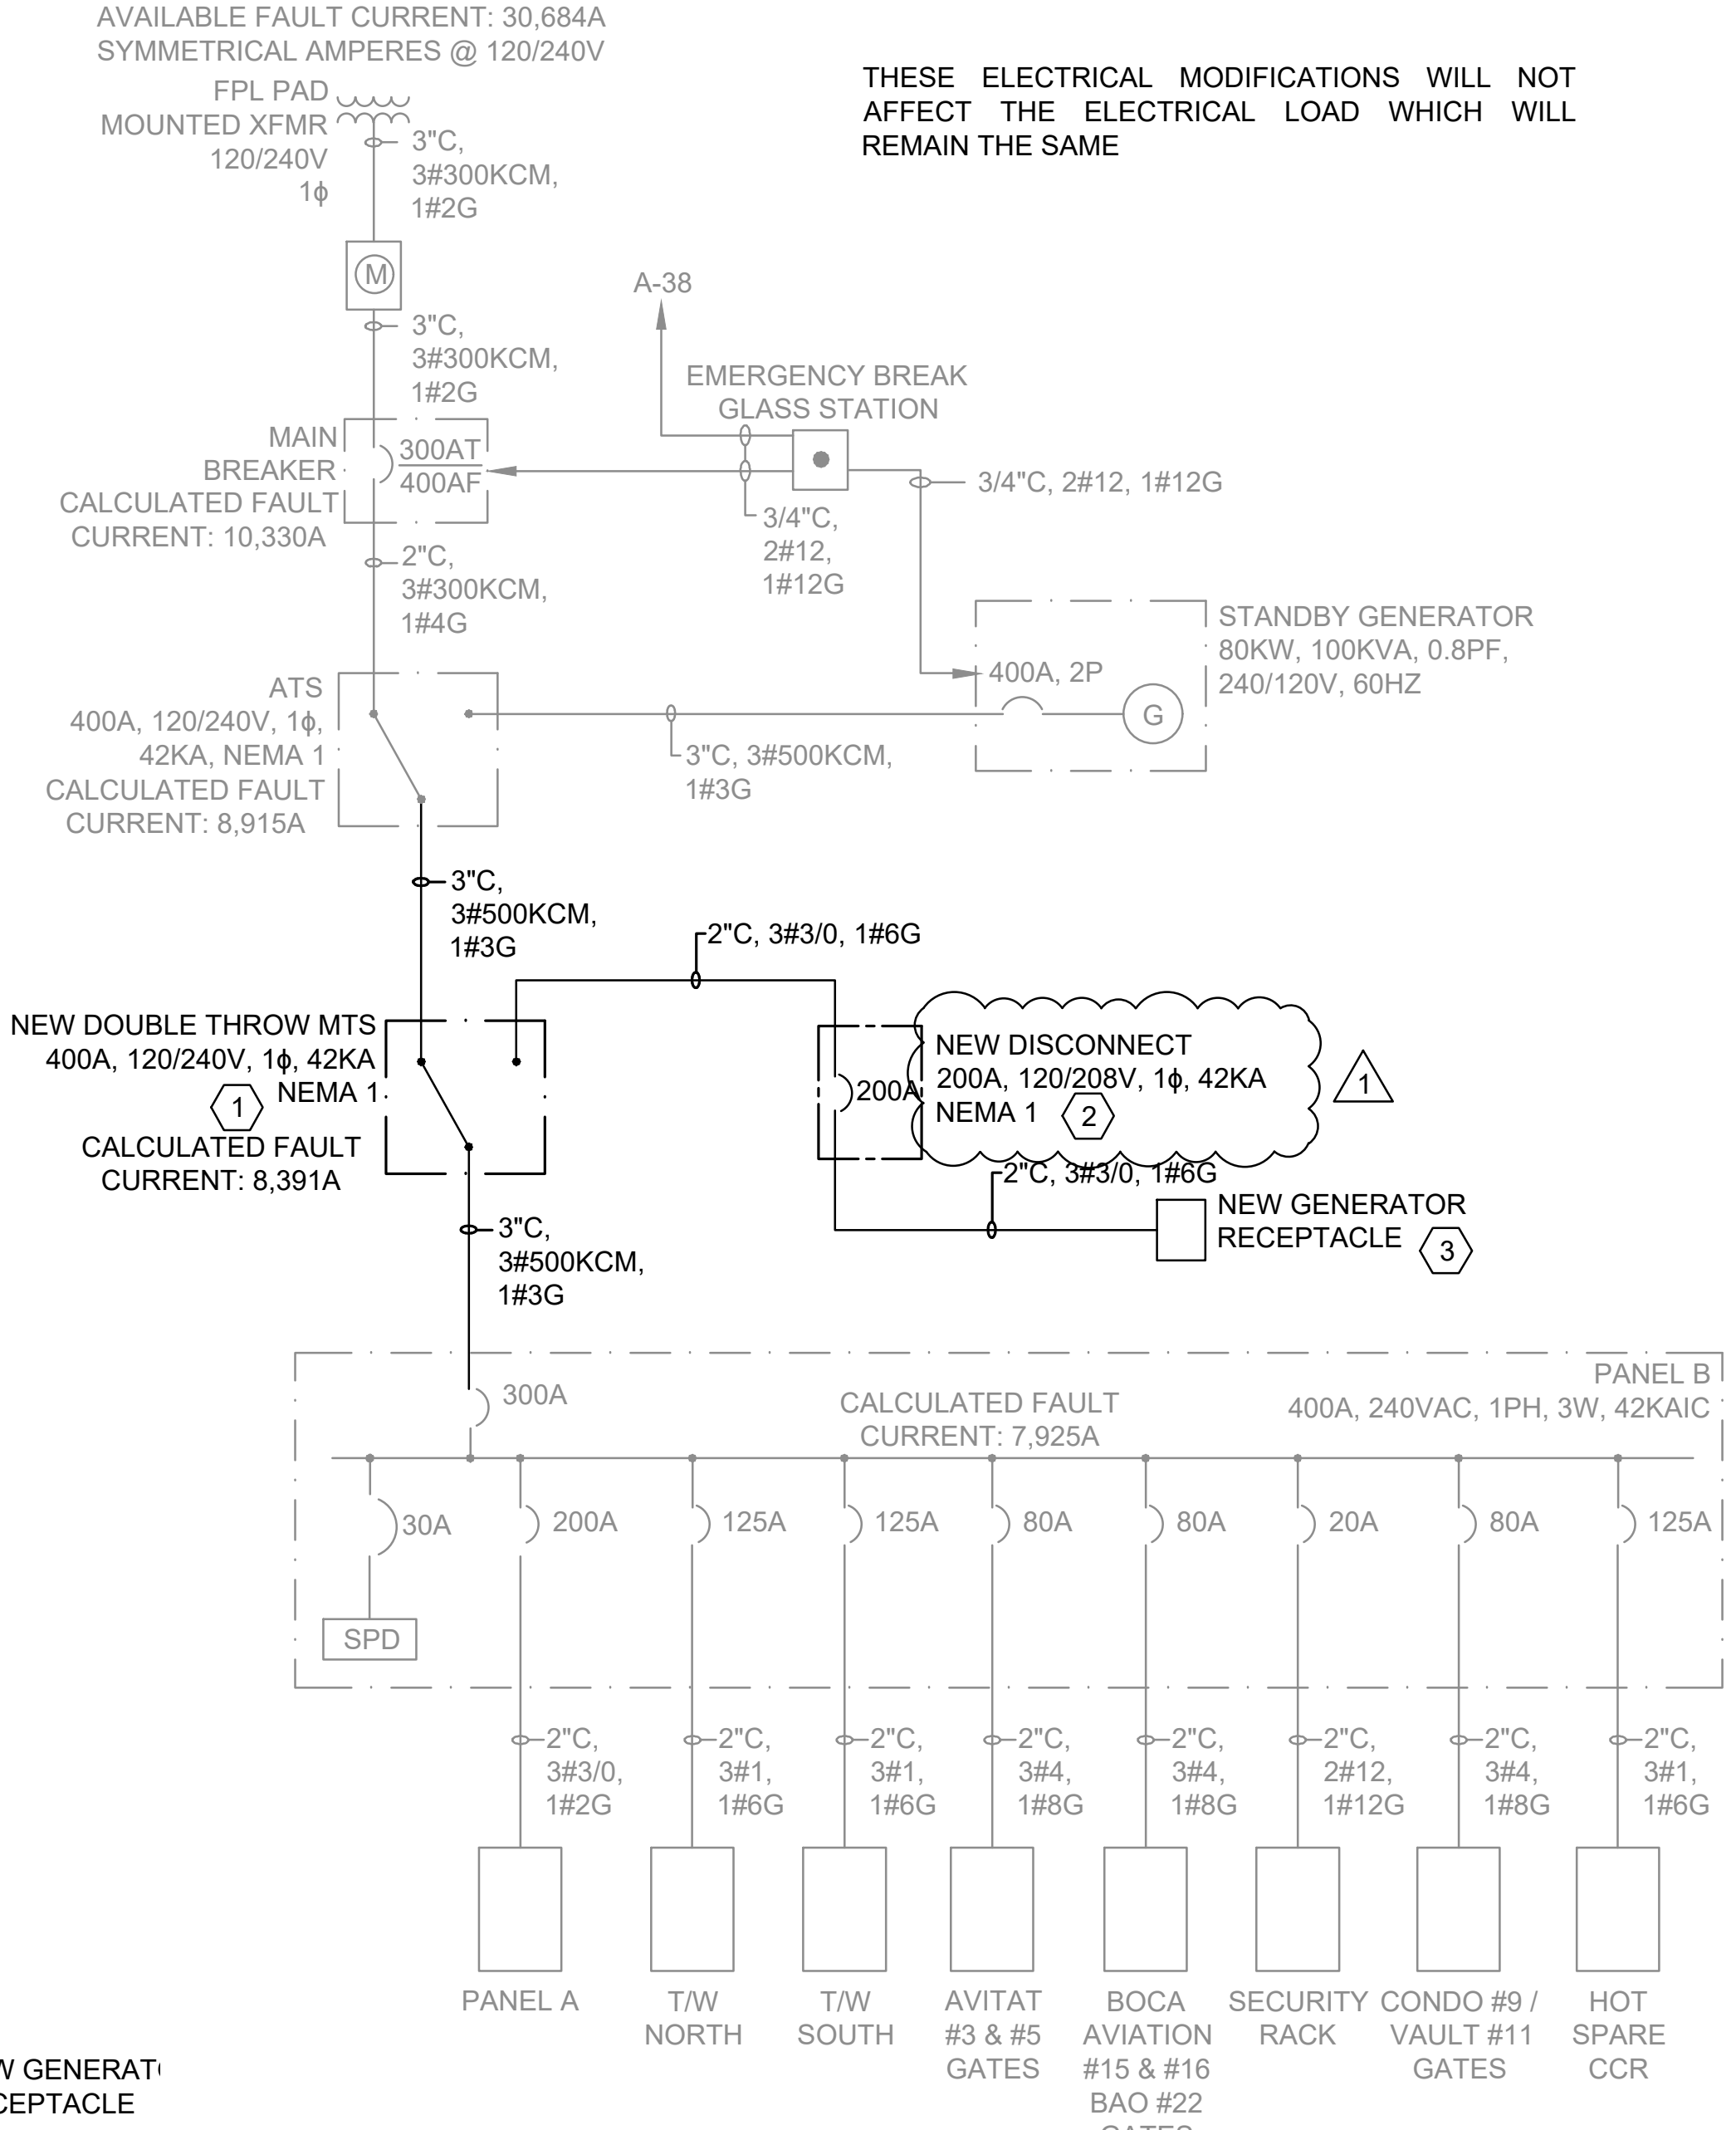 AVAILABLE FAULT CURRENT: 30,684A
SYMMETRICAL AMPERES @ 120/240V
FPL PAD
MOUNTED XFMR
120/240V
1ϕ
3"C,
3#300KCM,
1#2G
THESE ELECTRICAL MODIFICATIONS WILL NOT
AFFECT THE ELECTRICAL LOAD WHICH WILL
REMAIN THE SAME
M
3"C,
3#300KCM,
1#2G
A-38
EMERGENCY BREAK
GLASS STATION
MAIN
BREAKER
CALCULATED FAULT
CURRENT: 10,330A
300AT
400AF
3/4"C, 2#12, 1#12G
3/4"C,
2#12,
1#12G
2"C,
3#300KCM,
1#4G
STANDBY GENERATOR
80KW, 100KVA, 0.8PF,
240/120V, 60HZ
400A, 2P
G
ATS
400A, 120/240V, 1ϕ,
42KA, NEMA 1
CALCULATED FAULT
CURRENT: 8,915A
3"C, 3#500KCM,
1#3G
3"C,
3#500KCM,
1#3G
2"C, 3#3/0, 1#6G
NEW DOUBLE THROW MTS
400A, 120/240V, 1ϕ, 42KA
NEMA 1
1
CALCULATED FAULT
CURRENT: 8,391A
200A
NEW DISCONNECT
200A, 120/208V, 1ϕ, 42KA
NEMA 1
2
1
2"C, 3#3/0, 1#6G
NEW GENERATOR
RECEPTACLE
3
3"C,
3#500KCM,
1#3G
PANEL B
400A, 240VAC, 1PH, 3W, 42KAIC
300A
CALCULATED FAULT
CURRENT: 7,925A
30A
200A
125A
125A
80A
80A
20A
80A
125A
SPD
2"C,
3#3/0,
1#2G
2"C,
3#1,
1#6G
2"C,
3#1,
1#6G
2"C,
3#4,
1#8G
2"C,
3#4,
1#8G
2"C,
2#12,
1#12G
2"C,
3#4,
1#8G
2"C,
3#1,
1#6G
PANEL A
T/W
NORTH
T/W
SOUTH
AVITAT
#3 & #5
GATES
BOCA
AVIATION
#15 & #16
BAO #22
GATES
SECURITY
RACK
CONDO #9 /
VAULT #11
GATES
HOT
SPARE
CCR
W GENERAT
CEPTACLE